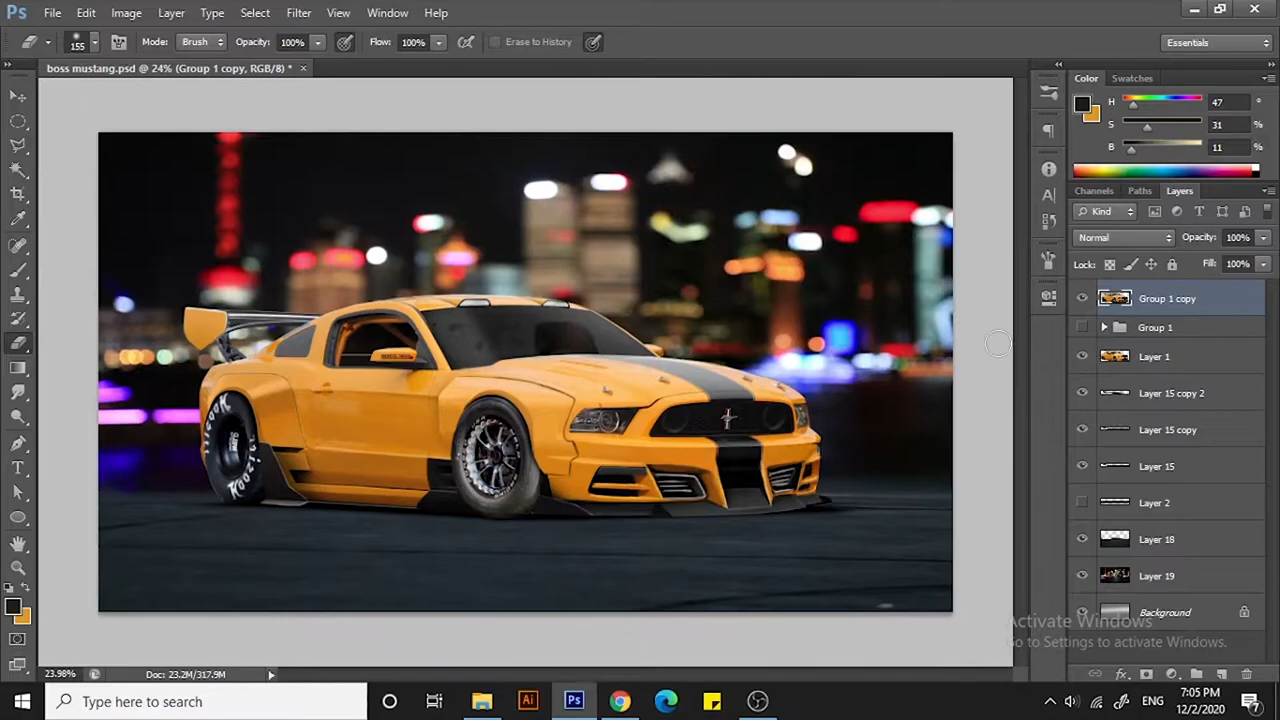 Ps File Edit Image Layer Type Select Filter View Window Help
155 Mode: Brush Opacity: 100% Flow: 100% Erase to History Essentials
boss mustang.psd @ 24% (Group 1 copy, RGB/8) * ×
Color Swatches
H 47 °
S 31 %
B 11 %
Channels Paths Layers
Kind
Normal Opacity: 100%
Lock: Fill: 100%
Group 1 copy
Group 1
Layer 1
Layer 15 copy 2
Layer 15 copy
Layer 15
Layer 2
Layer 18
Layer 19
Background
Activate Windows
Go to Settings to activate Windows.
23.98% Doc: 23.2M/317.9M
Type here to search
Ai Ps
ENG
7:05 PM
12/2/2020
7